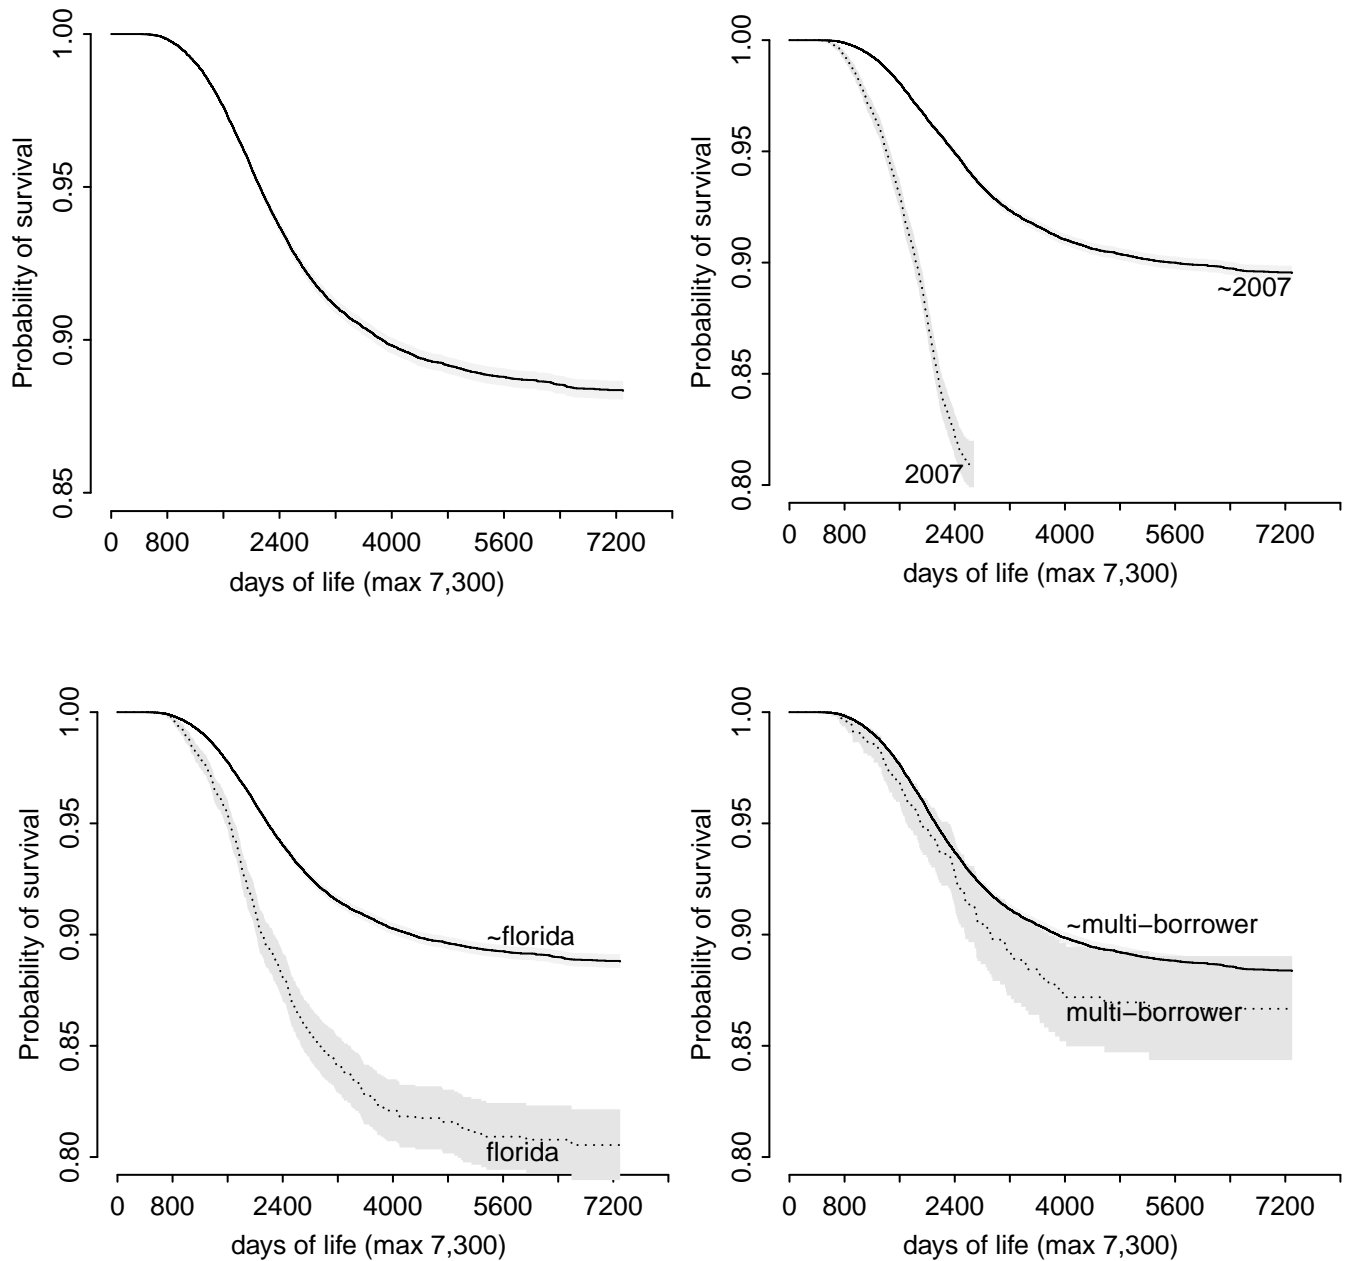 Probability of survival
1.00
0.95
0.90
0.85
0 800 2400 4000 5600 7200
days of life (max 7,300)
Probability of survival
1.00
0.95
0.90
0.85
0.80
~2007
2007
0 800 2400 4000 5600 7200
days of life (max 7,300)
Probability of survival
1.00
0.95
0.90
0.85
0.80
~florida
florida
0 800 2400 4000 5600 7200
days of life (max 7,300)
Probability of survival
1.00
0.95
0.90
0.85
0.80
~multi−borrower
multi−borrower
0 800 2400 4000 5600 7200
days of life (max 7,300)